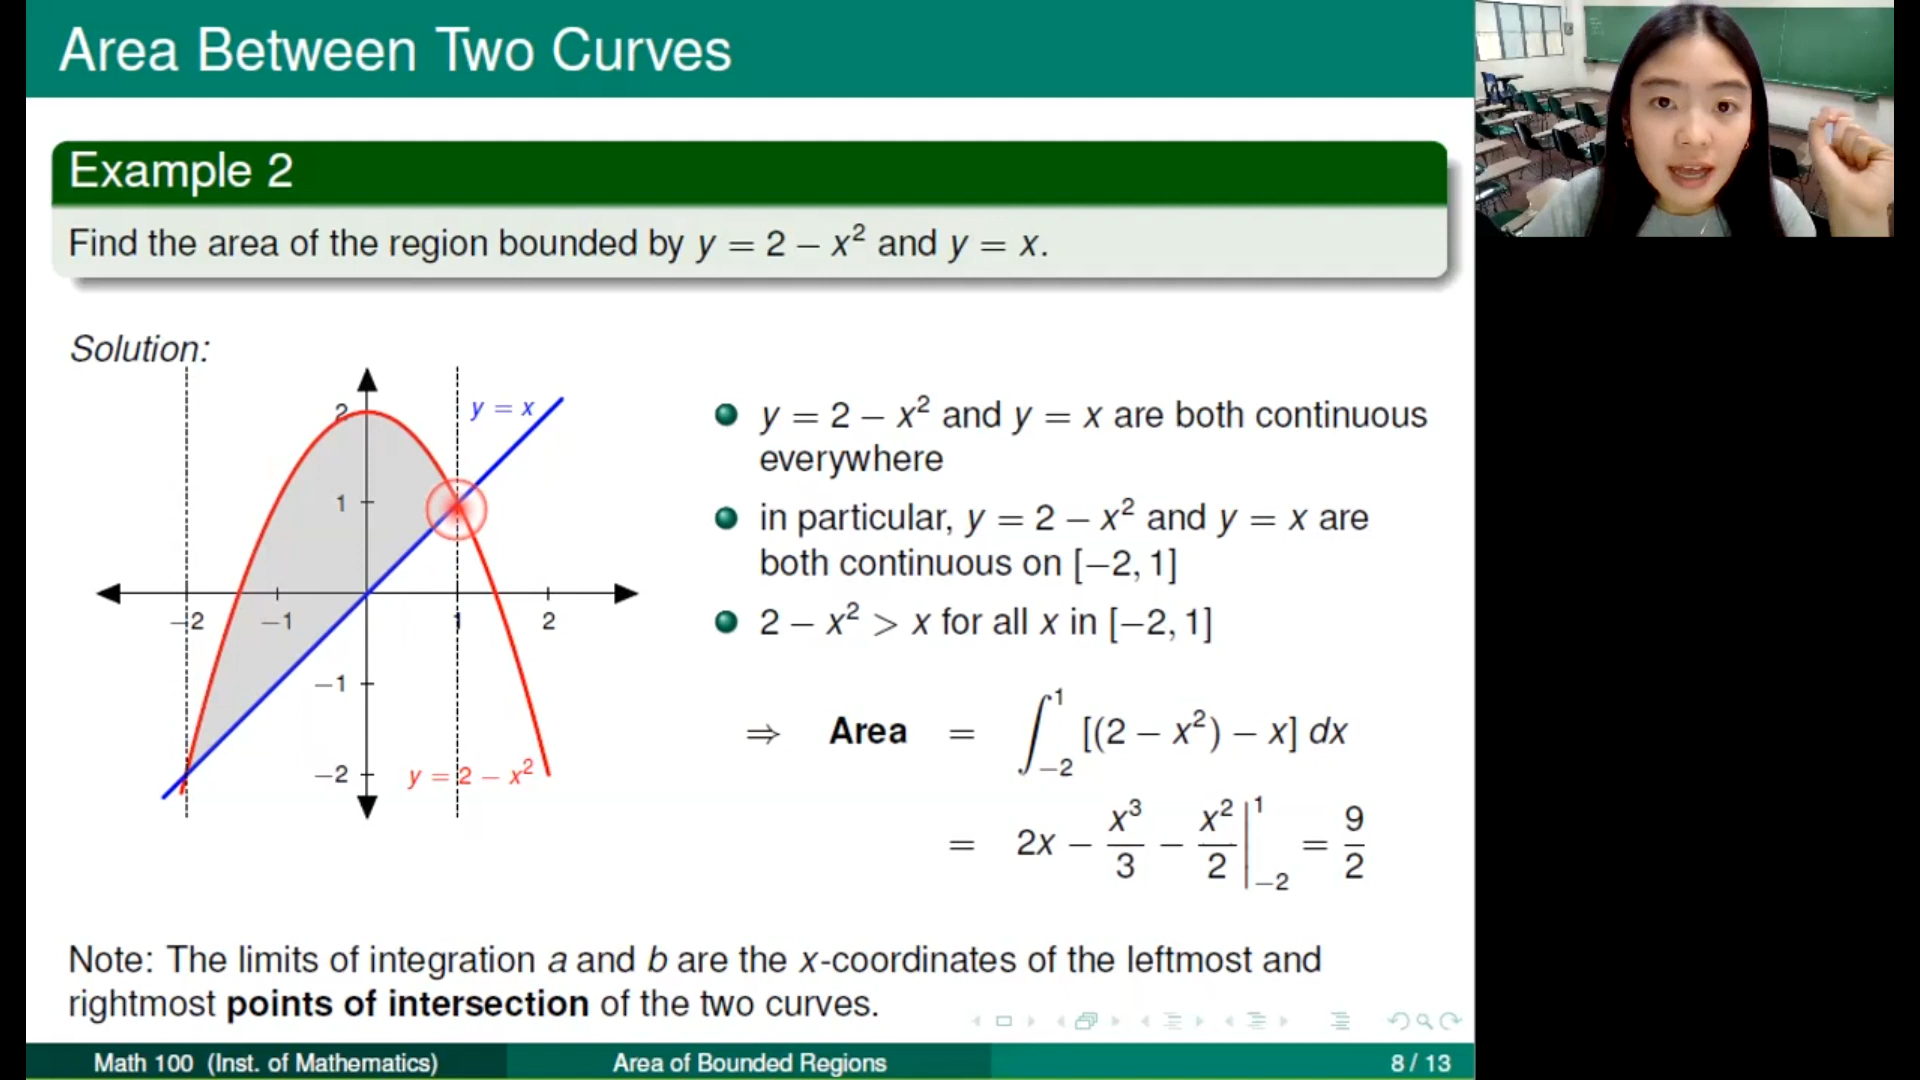 Area Between Two Curves
Example 2
Find the area of the region bounded by y = 2 − x² and y = x.
Solution:
2
y = x
1
−2
−1
1
2
−1
−2
y = 2 − x²
y = 2 − x² and y = x are both continuous
everywhere
in particular, y = 2 − x² and y = x are
both continuous on [−2, 1]
2 − x² > x for all x in [−2, 1]
⇒ Area = ∫₋₂¹ [(2 − x²) − x] dx
= 2x − x³/3 − x²/2 |₋₂¹ = 9/2
Note: The limits of integration a and b are the x-coordinates of the leftmost and
rightmost points of intersection of the two curves.
Math 100 (Inst. of Mathematics)
Area of Bounded Regions
8 / 13